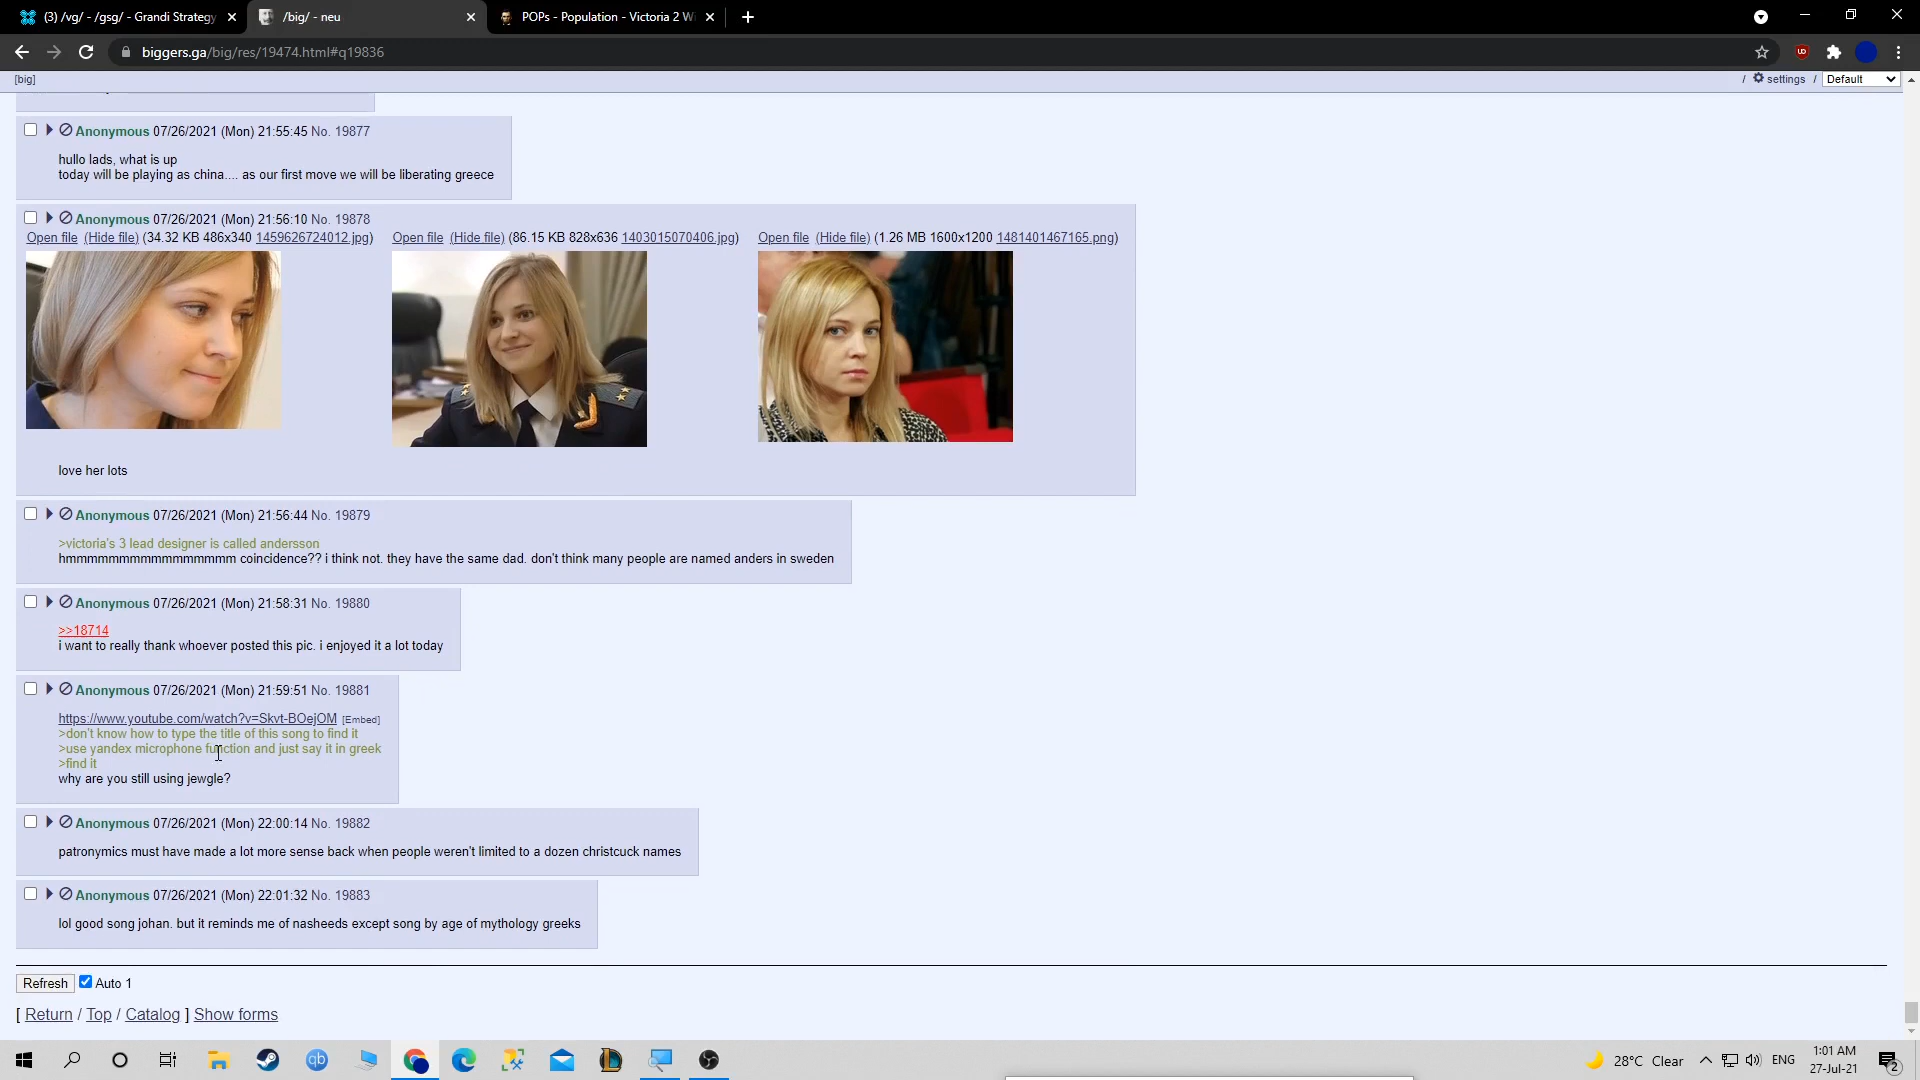 (3) /vg/ - /gsg/ - Grandi Strategy
/big/ - neu
POPs - Population - Victoria 2 Wi
biggers.ga/big/res/19474.html#q19836
[big]
/ settings / Default
Anonymous 07/26/2021 (Mon) 21:55:45 No. 19877
hullo lads, what is up
today will be playing as china.... as our first move we will be liberating greece
Anonymous 07/26/2021 (Mon) 21:56:10 No. 19878
Open file (Hide file) (34.32 KB 486x340 1459626724012.jpg) Open file (Hide file) (86.15 KB 828x636 1403015070406.jpg) Open file (Hide file) (1.26 MB 1600x1200 1481401467165.png)
love her lots
Anonymous 07/26/2021 (Mon) 21:56:44 No. 19879
>victoria's 3 lead designer is called andersson
hmmmmmmmmmmmmmmmm coincidence?? i think not. they have the same dad. don't think many people are named anders in sweden
Anonymous 07/26/2021 (Mon) 21:58:31 No. 19880
>>18714
i want to really thank whoever posted this pic. i enjoyed it a lot today
Anonymous 07/26/2021 (Mon) 21:59:51 No. 19881
https://www.youtube.com/watch?v=Skvt-BOejOM [Embed]
>don't know how to type the title of this song to find it
>use yandex microphone function and just say it in greek
>find it
why are you still using jewgle?
Anonymous 07/26/2021 (Mon) 22:00:14 No. 19882
patronymics must have made a lot more sense back when people weren't limited to a dozen christcuck names
Anonymous 07/26/2021 (Mon) 22:01:32 No. 19883
lol good song johan. but it reminds me of nasheeds except song by age of mythology greeks
Refresh Auto 1
[ Return / Top / Catalog ] Show forms
28°C Clear
ENG
1:01 AM
27-Jul-21
2